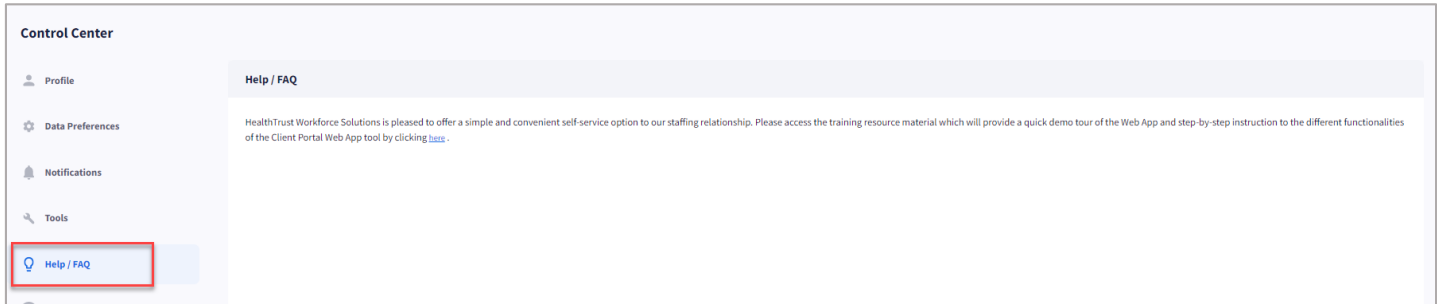 Control Center
Profile
Data Preferences
Notifications
Tools
Help / FAQ
Help / FAQ
HealthTrust Workforce Solutions is pleased to offer a simple and convenient self-service option to our staffing relationship. Please access the training resource material which will provide a quick demo tour of the Web App and step-by-step instruction to the different functionalities
of the Client Portal Web App tool by clicking here .